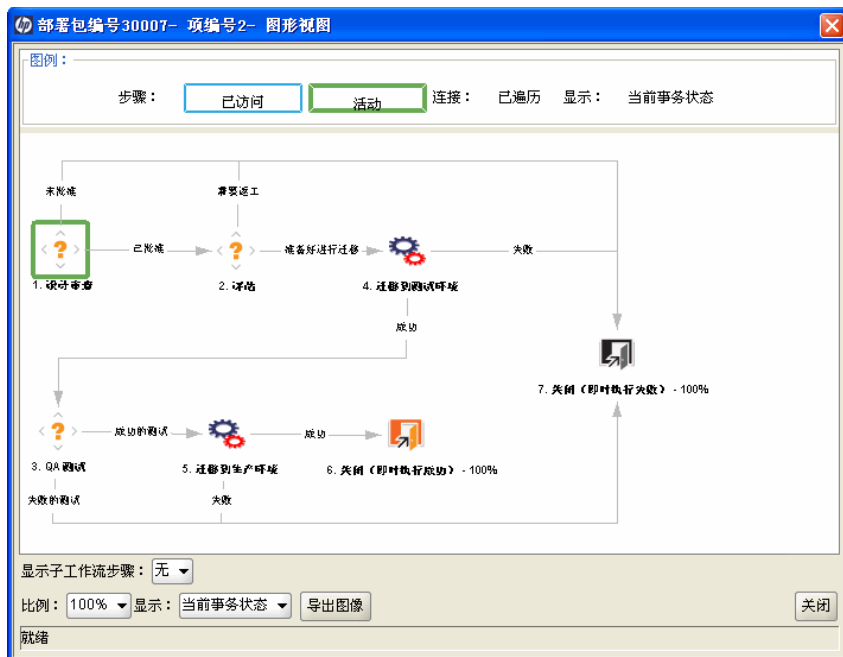 部署包编号30007- 项编号2- 图形视图
图例：
步骤： 已访问 活动 连接： 已遍历 显示： 当前事务状态
未批准 需要返工
已批准 准备好进行迁移 失败
1. 设计审查 2. 评估 4. 迁移到测试环境
成功
7. 关闭（即时执行失败） - 100%
成功的测试 成功
3. QA 测试 5. 迁移到生产环境 6. 关闭（即时执行成功） - 100%
失败的测试 失败
显示子工作流步骤： 无
比例： 100% 显示： 当前事务状态 导出图像 关闭
就绪